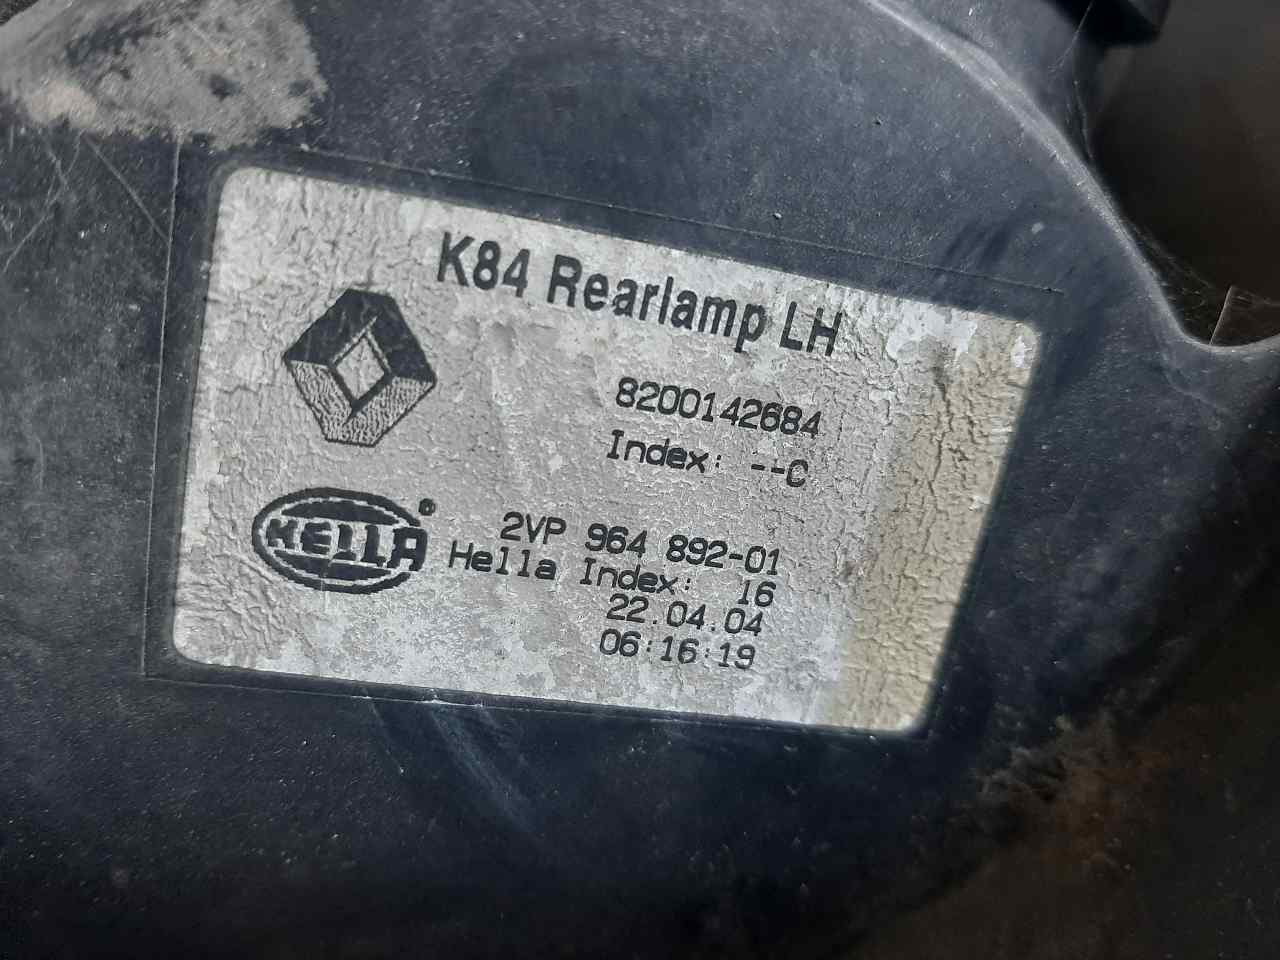 K84 Rearlamp LH
8200142684
Index: --C
HELLA®
2VP 964 892-01
Hella Index: 16
22.04.04
06:16:19